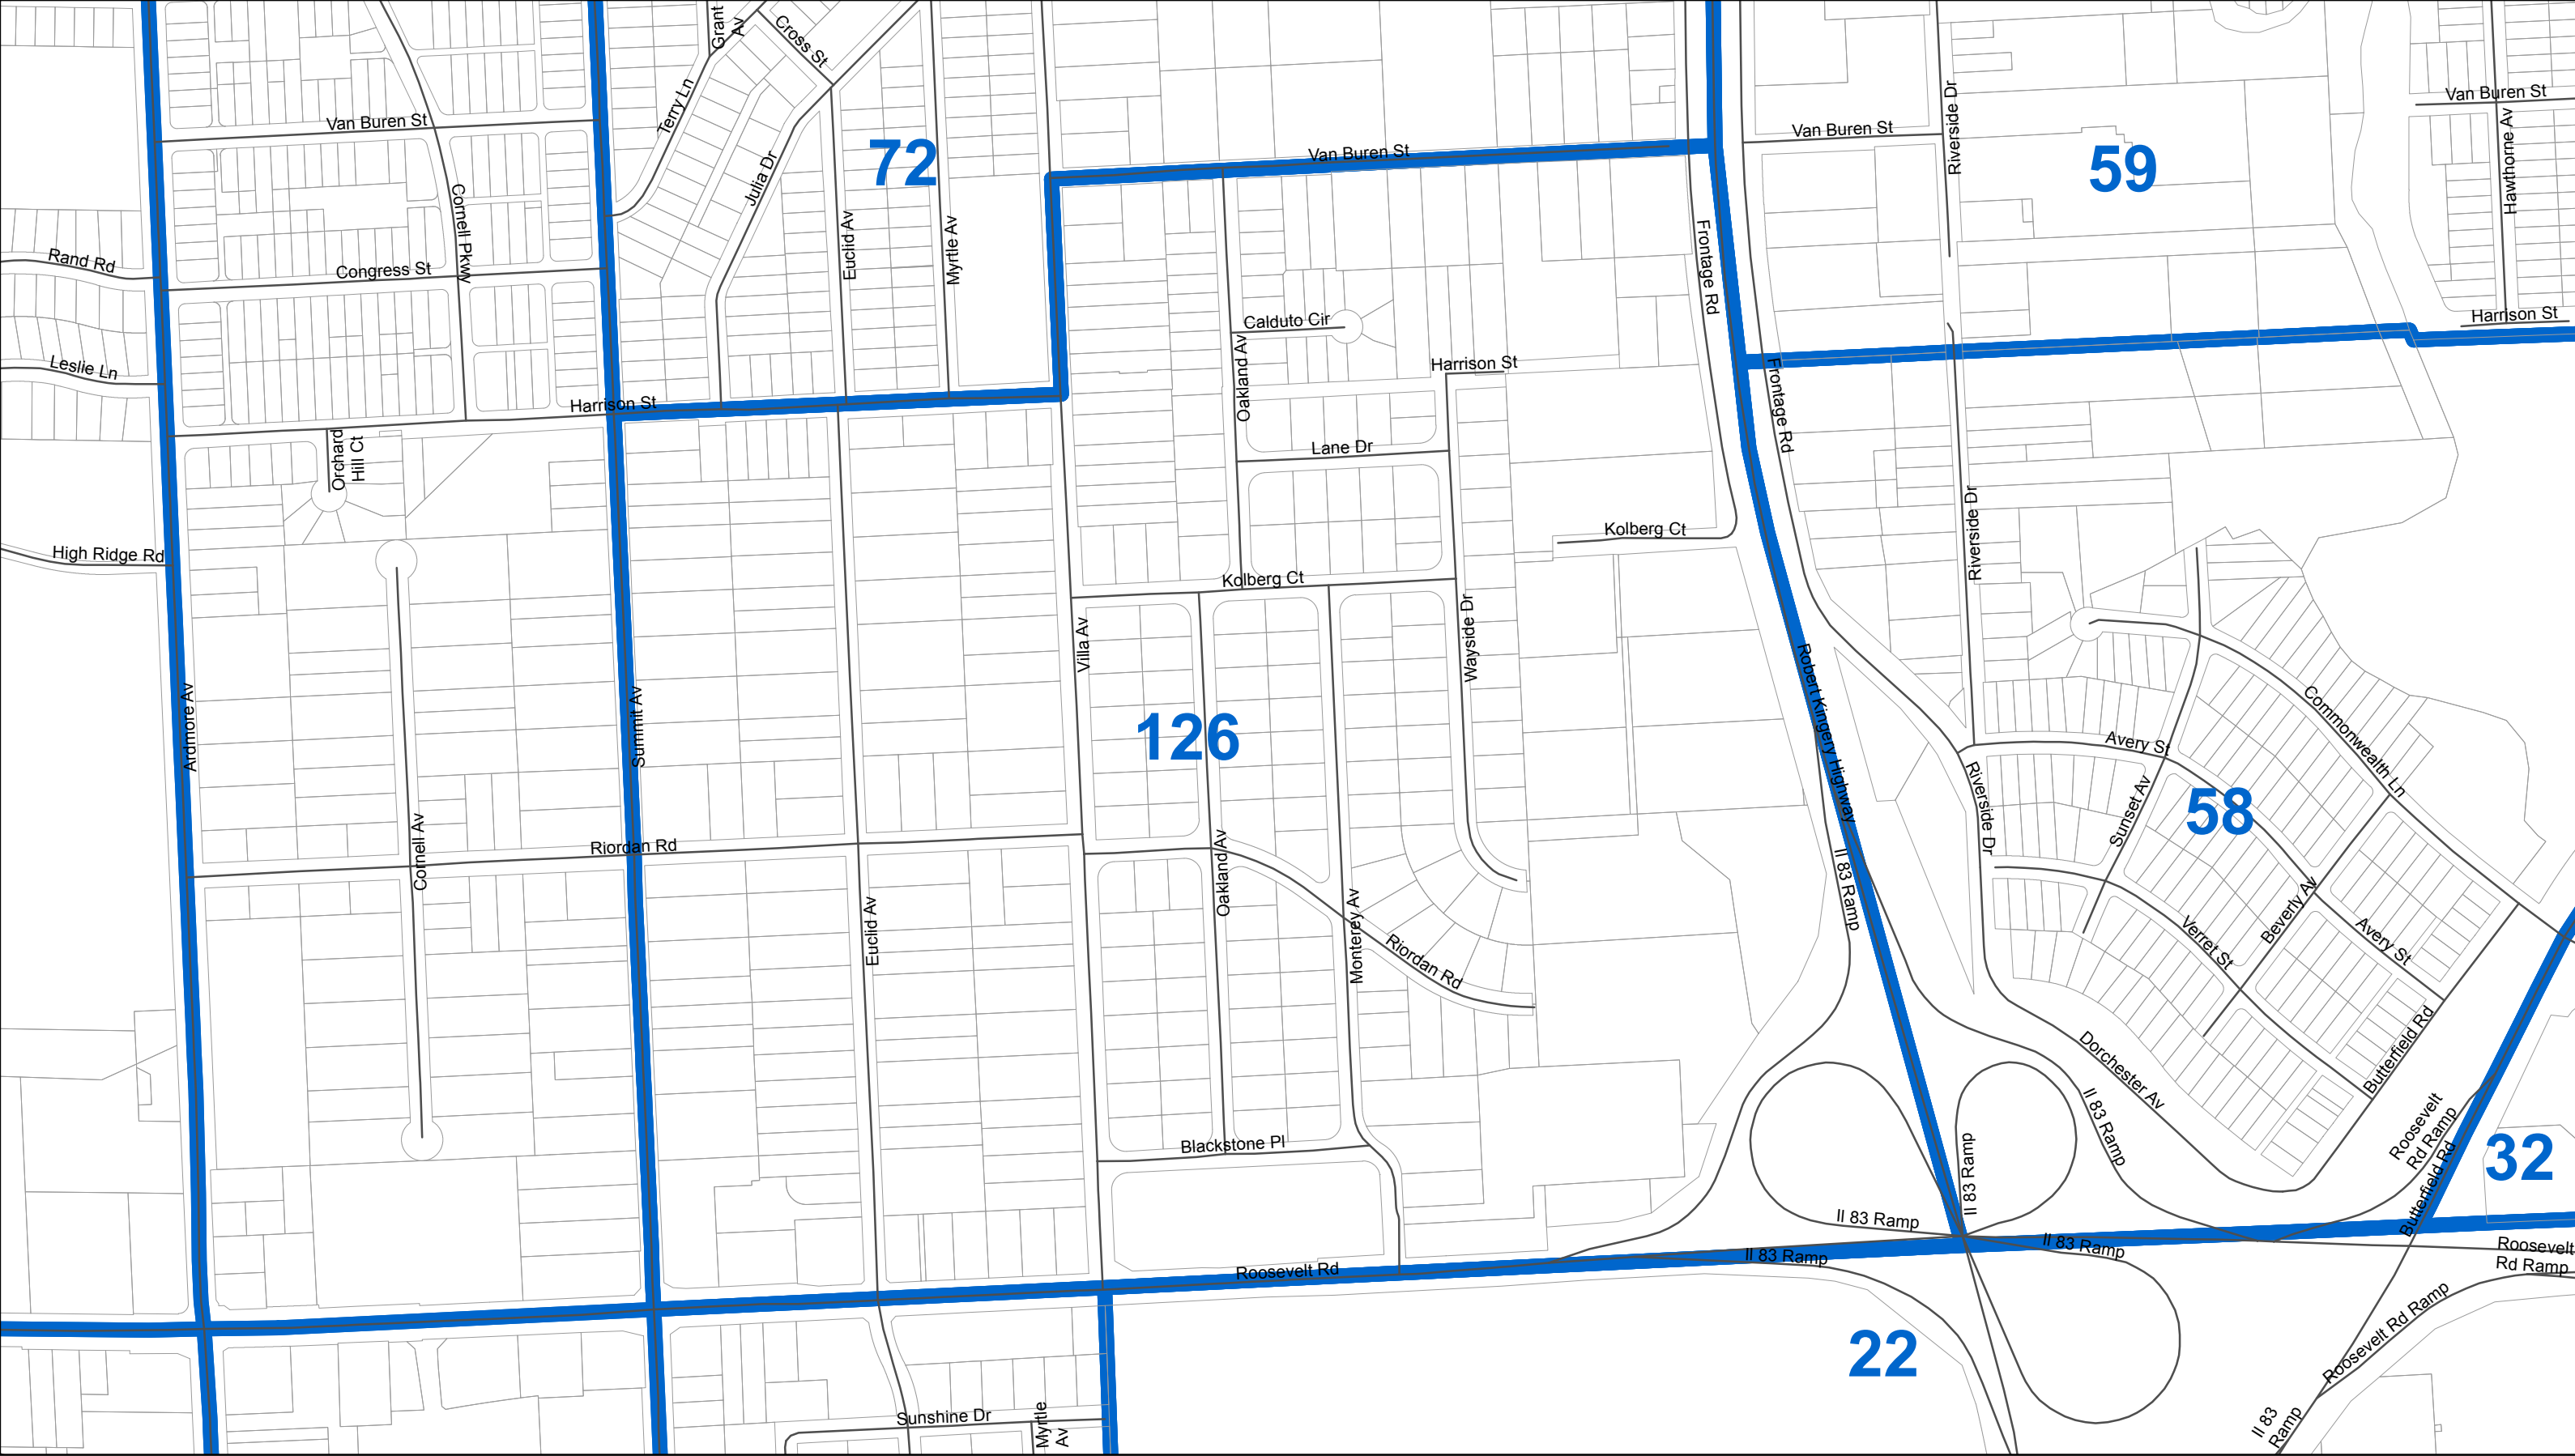 Grant
Av
Cross St
Terry Ln
Van Buren St
Julia Dr
72
Van Buren St
Van Buren St
Riverside Dr
59
Van Buren St
Hawthorne Av
Cornell Pkwy
Euclid Av
Myrtle Av
Rand Rd
Congress St
Frontage Rd
Calduto Cir
Harrison St
Leslie Ln
Oakland Av
Harrison St
Frontage Rd
Harrison St
Orchard
Hill Ct
Lane Dr
High Ridge Rd
Kolberg Ct
Riverside Dr
Kolberg Ct
Villa Av
Wayside Dr
Ardmore Av
Summit Av
126
Robert Kingery Highway
Commonwealth Ln
Avery St
Riverside Dr
Sunset Av
58
Cornell Av
Riordan Rd
Oakland Av
Il 83 Ramp
Euclid Av
Monterey Av
Riordan Rd
Beverly Av
Verret St
Avery St
Butterfield Rd
Dorchester Av
Il 83 Ramp
Roosevelt
Rd Ramp
Blackstone Pl
Il 83 Ramp
32
Butterfield Rd
Il 83 Ramp
Il 83 Ramp
Il 83 Ramp
Roosevelt
Rd Ramp
Roosevelt Rd
22
Roosevelt Rd Ramp
Sunshine Dr
Myrtle
Av
Il 83
Ramp